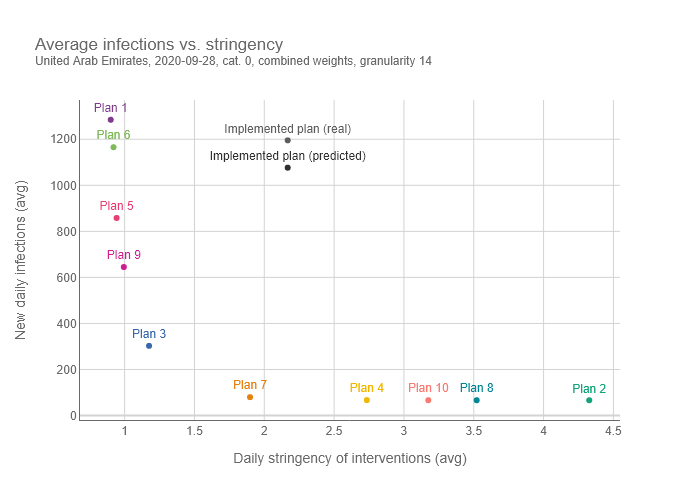 Average infections vs. stringency
United Arab Emirates, 2020-09-28, cat. 0, combined weights, granularity 14
Plan 1
Implemented plan (real)
Plan 6
Implemented plan (predicted)
Plan 5
Plan 9
Plan 3
Plan 7
Plan 4
Plan 10
Plan 8
Plan 2
New daily infections (avg)
1200
1000
800
600
400
200
0
1
1.5
2
2.5
3
3.5
4
4.5
Daily stringency of interventions (avg)